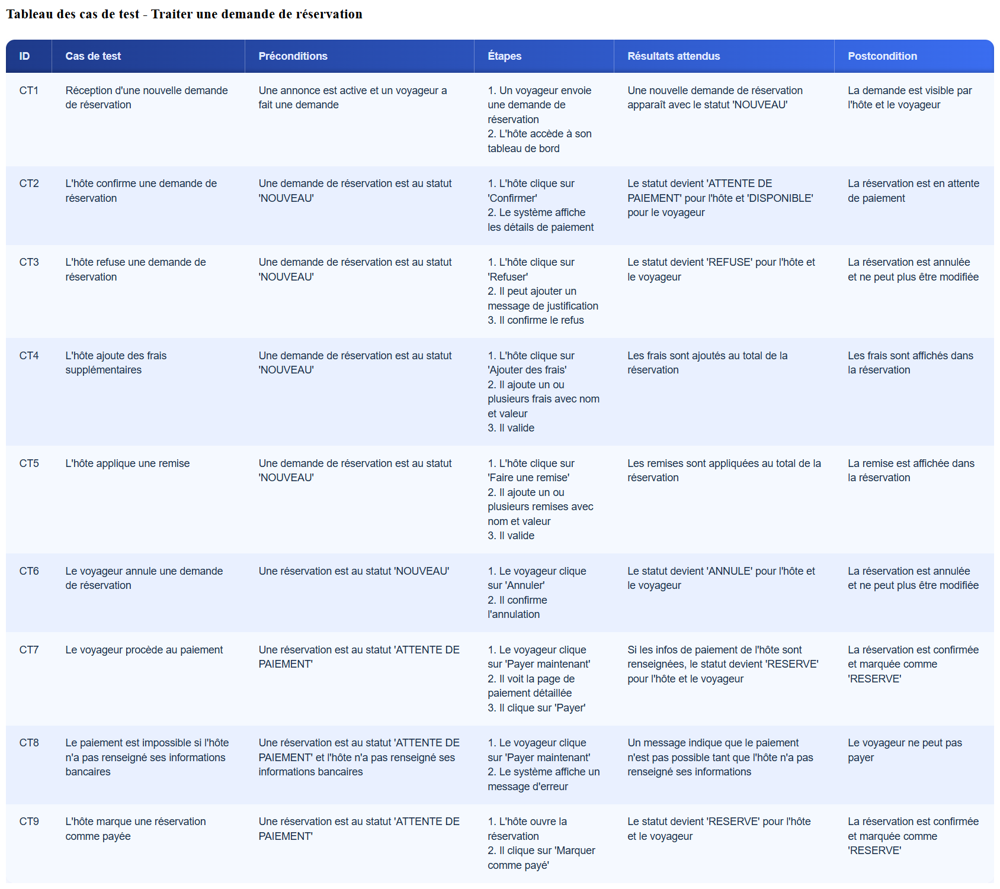 Tableau des cas de test - Traiter une demande de réservation
ID
Cas de test
Préconditions
Étapes
Résultats attendus
Postcondition
CT1
Réception d'une nouvelle demande
de réservation
Une annonce est active et un voyageur a
fait une demande
1. Un voyageur envoie
une demande de
réservation
2. L'hôte accède à son
tableau de bord
Une nouvelle demande de réservation
apparaît avec le statut 'NOUVEAU'
La demande est visible par
l'hôte et le voyageur
CT2
L'hôte confirme une demande de
réservation
Une demande de réservation est au statut
'NOUVEAU'
1. L'hôte clique sur
'Confirmer'
2. Le système affiche
les détails de paiement
Le statut devient 'ATTENTE DE
PAIEMENT' pour l'hôte et 'DISPONIBLE'
pour le voyageur
La réservation est en attente
de paiement
CT3
L'hôte refuse une demande de
réservation
Une demande de réservation est au statut
'NOUVEAU'
1. L'hôte clique sur
'Refuser'
2. Il peut ajouter un
message de justification
3. Il confirme le refus
Le statut devient 'REFUSE' pour l'hôte et
le voyageur
La réservation est annulée
et ne peut plus être modifiée
CT4
L'hôte ajoute des frais
supplémentaires
Une demande de réservation est au statut
'NOUVEAU'
1. L'hôte clique sur
'Ajouter des frais'
2. Il ajoute un ou
plusieurs frais avec nom
et valeur
3. Il valide
Les frais sont ajoutés au total de la
réservation
Les frais sont affichés dans
la réservation
CT5
L'hôte applique une remise
Une demande de réservation est au statut
'NOUVEAU'
1. L'hôte clique sur
'Faire une remise'
2. Il ajoute un ou
plusieurs remises avec
nom et valeur
3. Il valide
Les remises sont appliquées au total de la
réservation
La remise est affichée dans
la réservation
CT6
Le voyageur annule une demande
de réservation
Une réservation est au statut 'NOUVEAU'
1. Le voyageur clique
sur 'Annuler'
2. Il confirme
l'annulation
Le statut devient 'ANNULE' pour l'hôte et
le voyageur
La réservation est annulée
et ne peut plus être modifiée
CT7
Le voyageur procède au paiement
Une réservation est au statut 'ATTENTE DE
PAIEMENT'
1. Le voyageur clique
sur 'Payer maintenant'
2. Il voit la page de
paiement détaillée
3. Il clique sur 'Payer'
Si les infos de paiement de l'hôte sont
renseignées, le statut devient 'RESERVE'
pour l'hôte et le voyageur
La réservation est confirmée
et marquée comme
'RESERVE'
CT8
Le paiement est impossible si l'hôte
n'a pas renseigné ses informations
bancaires
Une réservation est au statut 'ATTENTE DE
PAIEMENT' et l'hôte n'a pas renseigné ses
informations bancaires
1. Le voyageur clique
sur 'Payer maintenant'
2. Le système affiche un
message d'erreur
Un message indique que le paiement
n'est pas possible tant que l'hôte n'a pas
renseigné ses informations
Le voyageur ne peut pas
payer
CT9
L'hôte marque une réservation
comme payée
Une réservation est au statut 'ATTENTE DE
PAIEMENT'
1. L'hôte ouvre la
réservation
2. Il clique sur 'Marquer
comme payé'
Le statut devient 'RESERVE' pour l'hôte
et le voyageur
La réservation est confirmée
et marquée comme
'RESERVE'